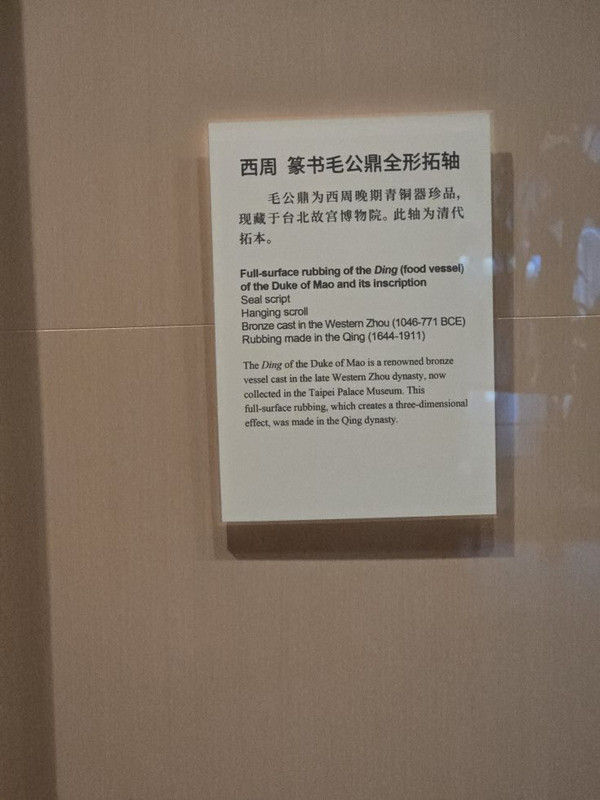 西周 篆书毛公鼎全形拓轴
毛公鼎为西周晚期青铜器珍品，
现藏于台北故宫博物院。此轴为清代
拓本。
Full-surface rubbing of the Ding (food vessel)
of the Duke of Mao and its inscription
Seal script
Hanging scroll
Bronze cast in the Western Zhou (1046-771 BCE)
Rubbing made in the Qing (1644-1911)
The Ding of the Duke of Mao is a renowned bronze
vessel cast in the late Western Zhou dynasty, now
collected in the Taipei Palace Museum. This
full-surface rubbing, which creates a three-dimensional
effect, was made in the Qing dynasty.